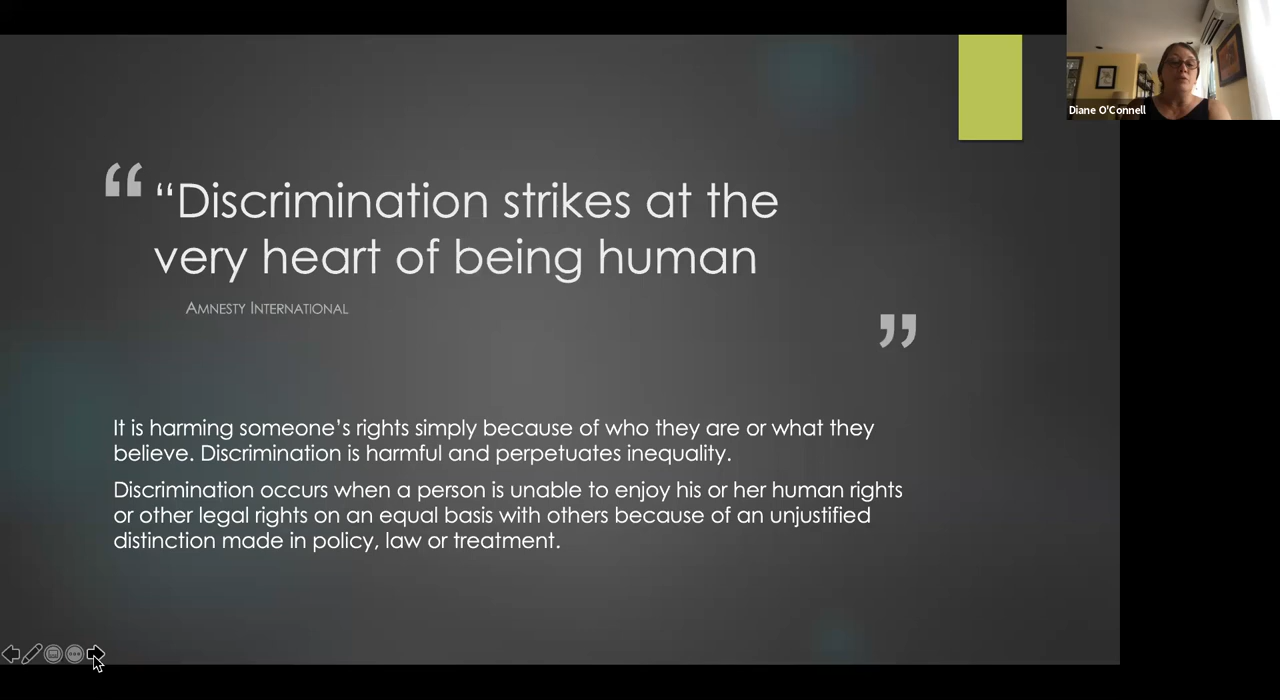 “ “Discrimination strikes at the
very heart of being human
Amnesty International
”
It is harming someone’s rights simply because of who they are or what they
believe. Discrimination is harmful and perpetuates inequality.
Discrimination occurs when a person is unable to enjoy his or her human rights
or other legal rights on an equal basis with others because of an unjustified
distinction made in policy, law or treatment.
Diane O'Connell